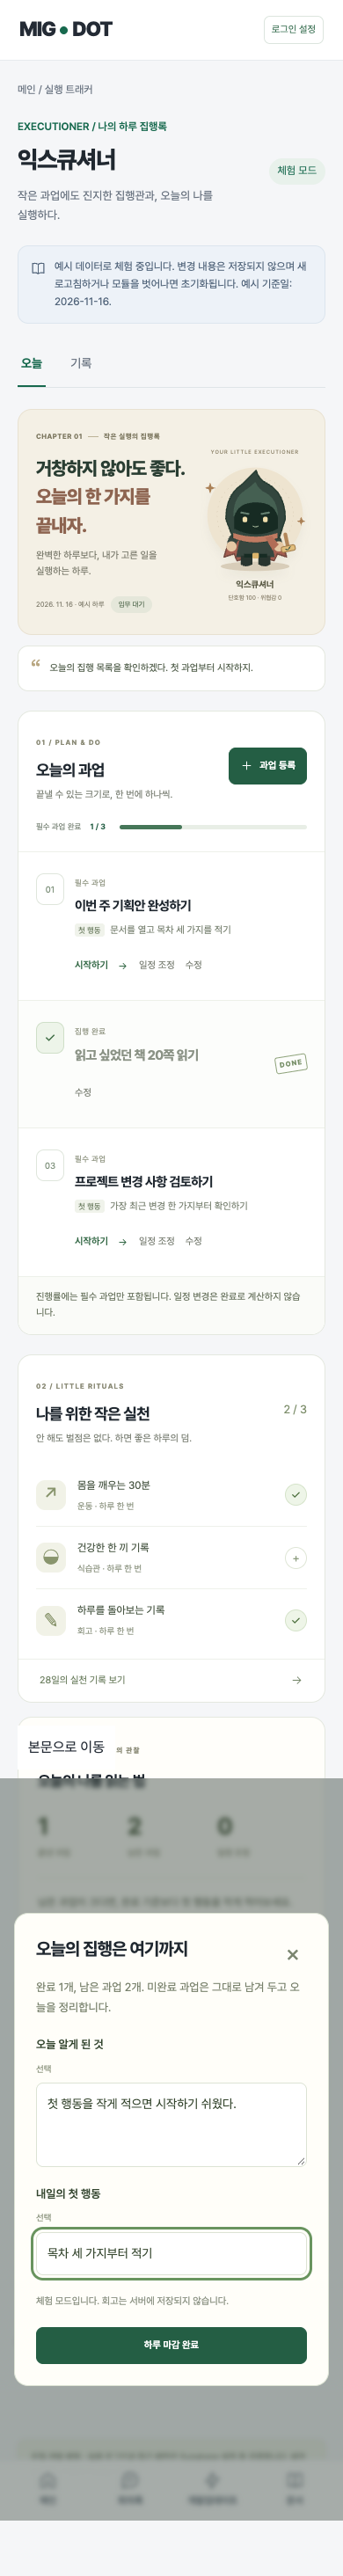 MIG • DOT
로그인 설정
메인 / 실행 트래커
EXECUTIONER / 나의 하루 집행록
익스큐셔너
체험 모드
작은 과업에도 진지한 집행관과, 오늘의 나를
실행하다.
예시 데이터로 체험 중입니다. 변경 내용은 저장되지 않으며 새
로고침하거나 모듈을 벗어나면 초기화됩니다. 예시 기준일:
2026-11-16.
오늘
기록
CHAPTER 01 — 작은 실행의 집행록
YOUR LITTLE EXECUTIONER
거창하지 않아도 좋다.
오늘의 한 가지를
끝내자.
완벽한 하루보다, 내가 고른 일을
실행하는 하루.
익스큐셔너
단호함 100 · 위협감 0
2026. 11. 16 · 예시 하루
임무 대기
“ 오늘의 집행 목록을 확인하겠다. 첫 과업부터 시작하지.
01 / PLAN & DO
오늘의 과업
+ 과업 등록
끝낼 수 있는 크기로, 한 번에 하나씩.
필수 과업 완료 1 / 3
01
필수 과업
이번 주 기획안 완성하기
첫 행동 문서를 열고 목차 세 가지를 적기
시작하기 → 일정 조정 수정
집행 완료
읽고 싶었던 책 20쪽 읽기
DONE
수정
03
필수 과업
프로젝트 변경 사항 검토하기
첫 행동 가장 최근 변경 한 가지부터 확인하기
시작하기 → 일정 조정 수정
진행률에는 필수 과업만 포함됩니다. 일정 변경은 완료로 계산하지 않습
니다.
02 / LITTLE RITUALS
나를 위한 작은 실천
2 / 3
안 해도 벌점은 없다. 하면 좋은 하루의 덤.
몸을 깨우는 30분
운동 · 하루 한 번
건강한 한 끼 기록
식습관 · 하루 한 번
+
하루를 돌아보는 기록
회고 · 하루 한 번
28일의 실천 기록 보기 →
본문으로 이동
의 관찰
1
2
0
오늘의 집행은 여기까지
×
완료 1개, 남은 과업 2개. 미완료 과업은 그대로 남겨 두고 오
늘을 정리합니다.
오늘 알게 된 것
선택
첫 행동을 작게 적으면 시작하기 쉬웠다.
내일의 첫 행동
선택
목차 세 가지부터 적기
체험 모드입니다. 회고는 서버에 저장되지 않습니다.
하루 마감 완료